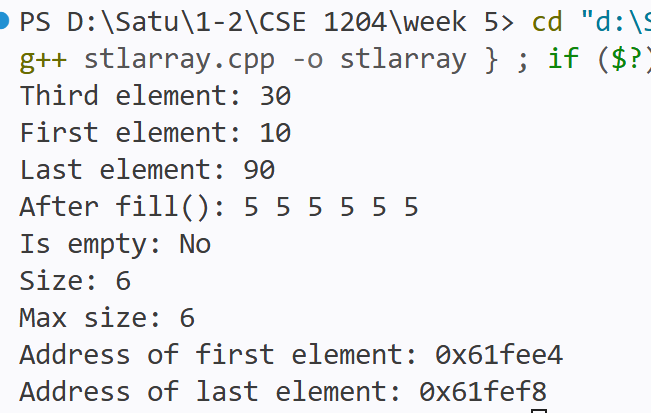 PS D:\Satu\1-2\CSE 1204\week 5> cd "d:\S
g++ stlarray.cpp -o stlarray } ; if ($?)
Third element: 30
First element: 10
Last element: 90
After fill(): 5 5 5 5 5 5
Is empty: No
Size: 6
Max size: 6
Address of first element: 0x61fee4
Address of last element: 0x61fef8